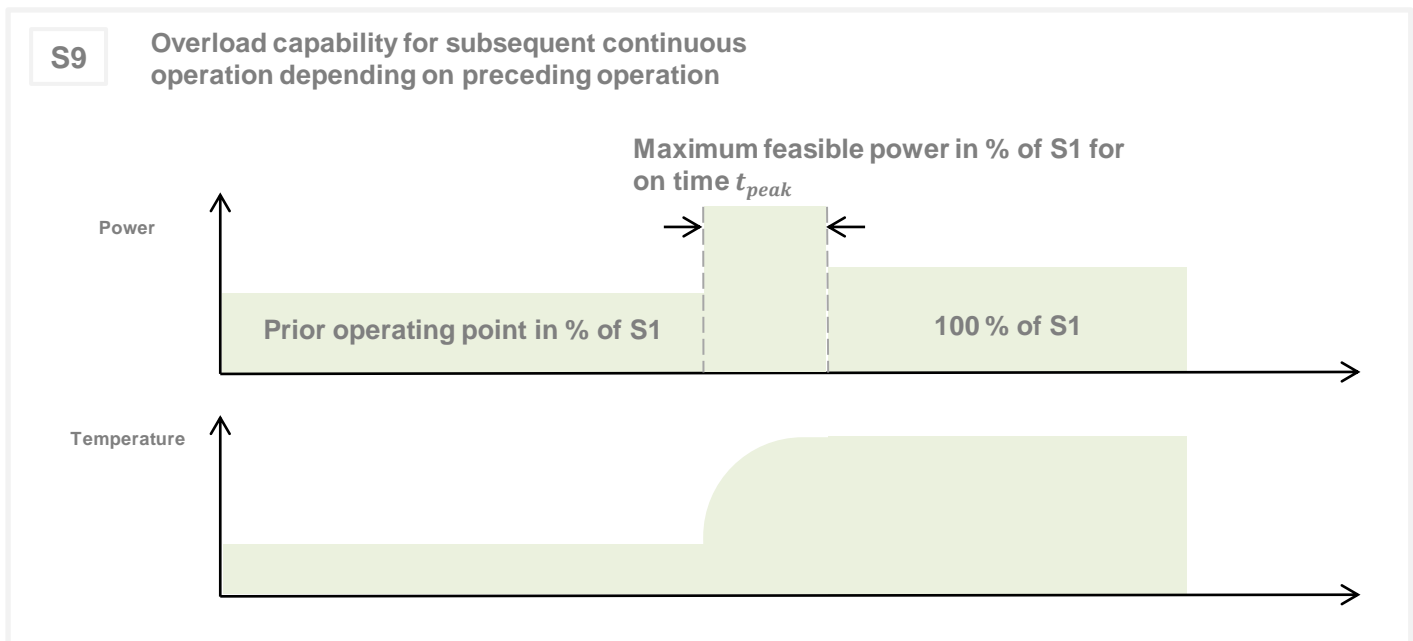 S9
Overload capability for subsequent continuous
operation depending on preceding operation
Maximum feasible power in % of S1 for
on time t_peak
Power
Prior operating point in % of S1
100 % of S1
Temperature